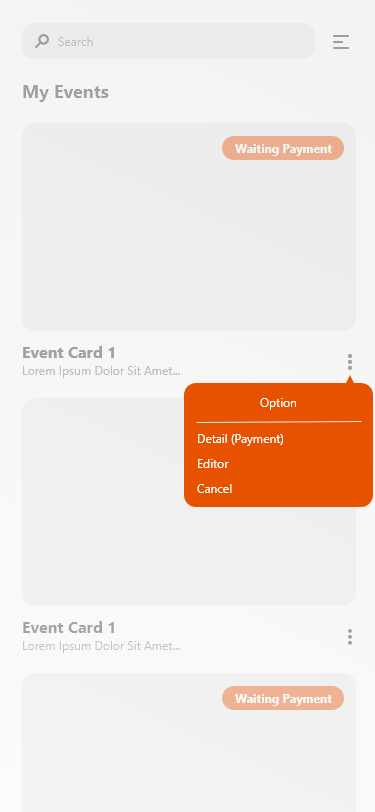 Search
My Events
Waiting Payment
Event Card 1
Lorem Ipsum Dolor Sit Amet...
Option
Detail (Payment)
Editor
Cancel
Event Card 1
Lorem Ipsum Dolor Sit Amet...
Waiting Payment